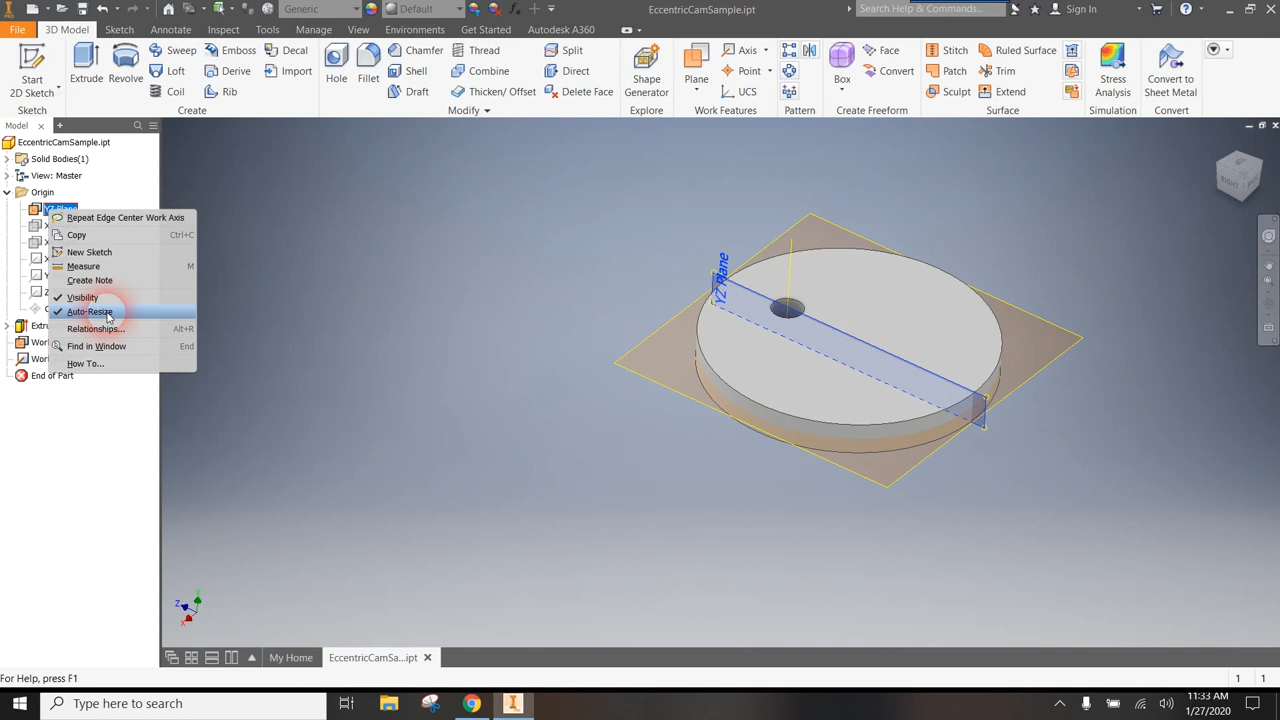 Generic
Default
EccentricCamSample
Search Help & Commands...
Sign In
File
3D Model
Sketch
Annotate
Inspect
Tools
Manage
View
Environments
Get Started
Autodesk A360
Start
2D Sketch
Extrude
Revolve
Sweep
Loft
Coil
Emboss
Derive
Rib
Decal
Import
Hole
Fillet
Chamfer
Shell
Draft
Thread
Combine
Thicken/ Offset
Split
Direct
Delete Face
Shape
Generator
Plane
Axis
Point
UCS
Box
Face
Convert
Stitch
Patch
Sculpt
Ruled Surface
Trim
Extend
Stress
Analysis
Convert to
Sheet Metal
Sketch
Create
Modify
Explore
Work Features
Pattern
Create Freeform
Surface
Simulation
Convert
Model
EccentricCamSample.ipt
Solid Bodies(1)
View: Master
Origin
YZ Plane
Extru
Work
Work
End of Part
Repeat Edge Center Work Axis
Copy Ctrl+C
New Sketch
Measure M
Create Note
Visibility
Auto-Resize
Relationships... Alt+R
Find in Window End
How To...
YZ Plane
Z
Y
X
My Home
EccentricCamSa...ipt
For Help, press F1
1
1
Type here to search
11:33 AM
1/27/2020